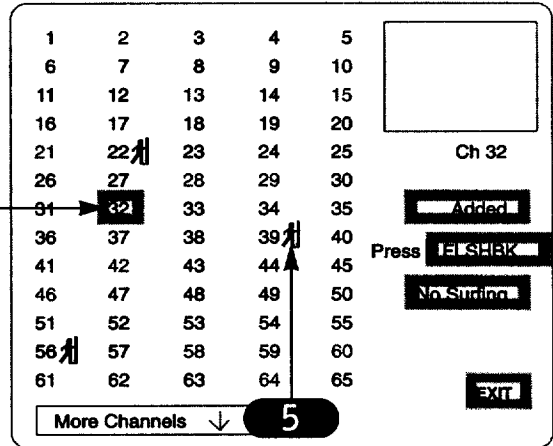 1 2 3 4 5
6 7 8 9 10
11 12 13 14 15
16 17 18 19 20
21 22 23 24 25
Ch 32
26 27 28 29 30
31 32 33 34 35
Added
36 37 38 39 40
Press FLSHBK
41 42 43 44 45
46 47 48 49 50
No Surfing
51 52 53 54 55
56 57 58 59 60
61 62 63 64 65
EXIT
More Channels ↓ 5